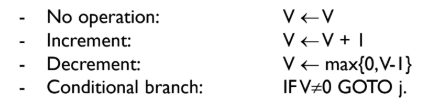 - No operation: V ← V
- Increment: V ← V + 1
- Decrement: V ← max{0,V-1}
- Conditional branch: IF V≠0 GOTO j.